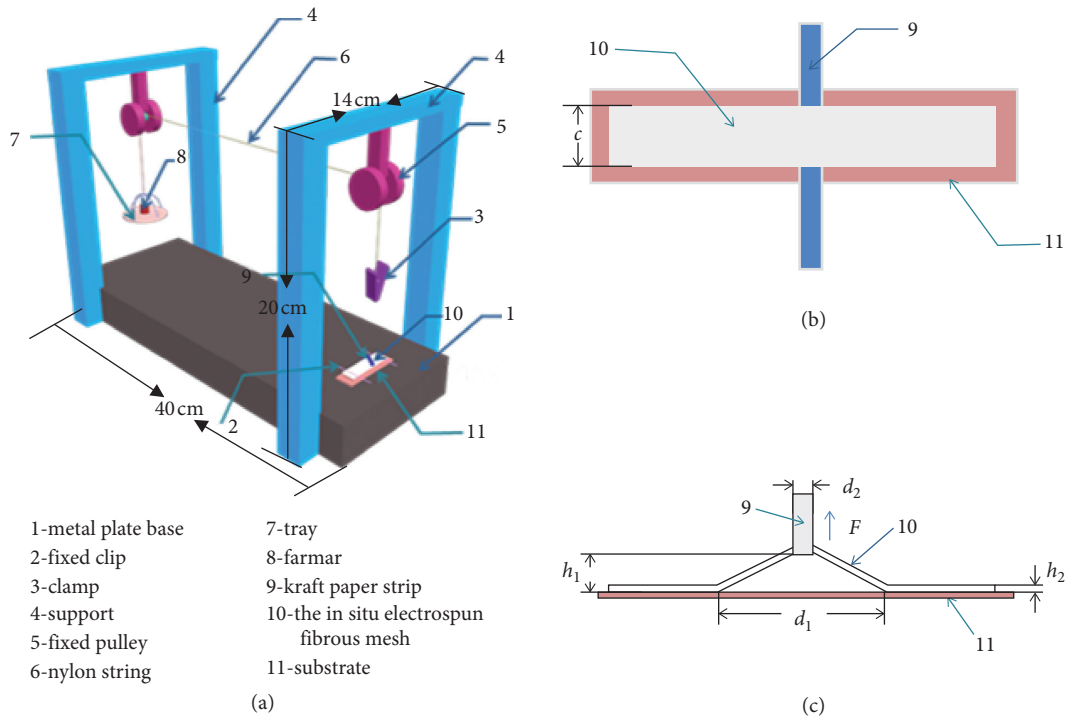 4
6
4
14 cm
5
7
8
3
9
20 cm
10
1
40 cm
2
11
1-metal plate base
2-fixed clip
3-clamp
4-support
5-fixed pulley
6-nylon string
7-tray
8-farmar
9-kraft paper strip
10-the in situ electrospun
fibrous mesh
11-substrate
(a)
9
10
c
11
(b)
d2
9
F
10
h1
h2
d1
11
(c)